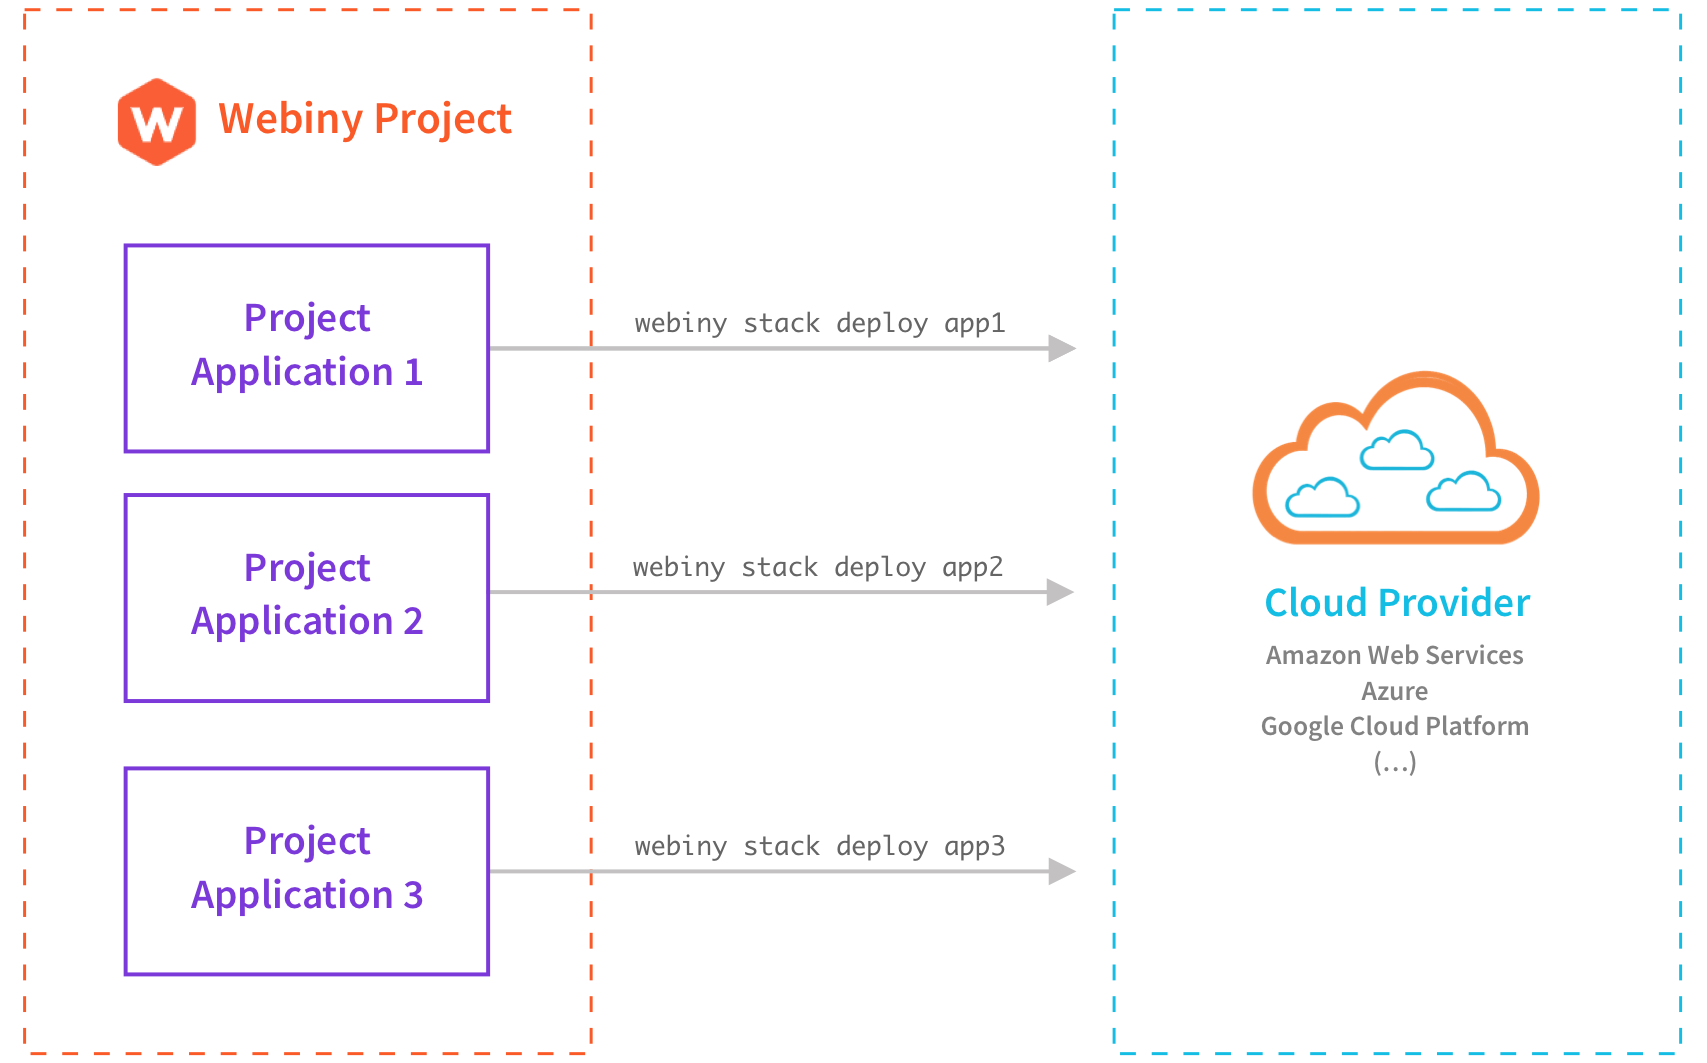 W
Webiny Project
Project
Application 1
webiny stack deploy app1
Project
Application 2
webiny stack deploy app2
Project
Application 3
webiny stack deploy app3
Cloud Provider
Amazon Web Services
Azure
Google Cloud Platform
(...)